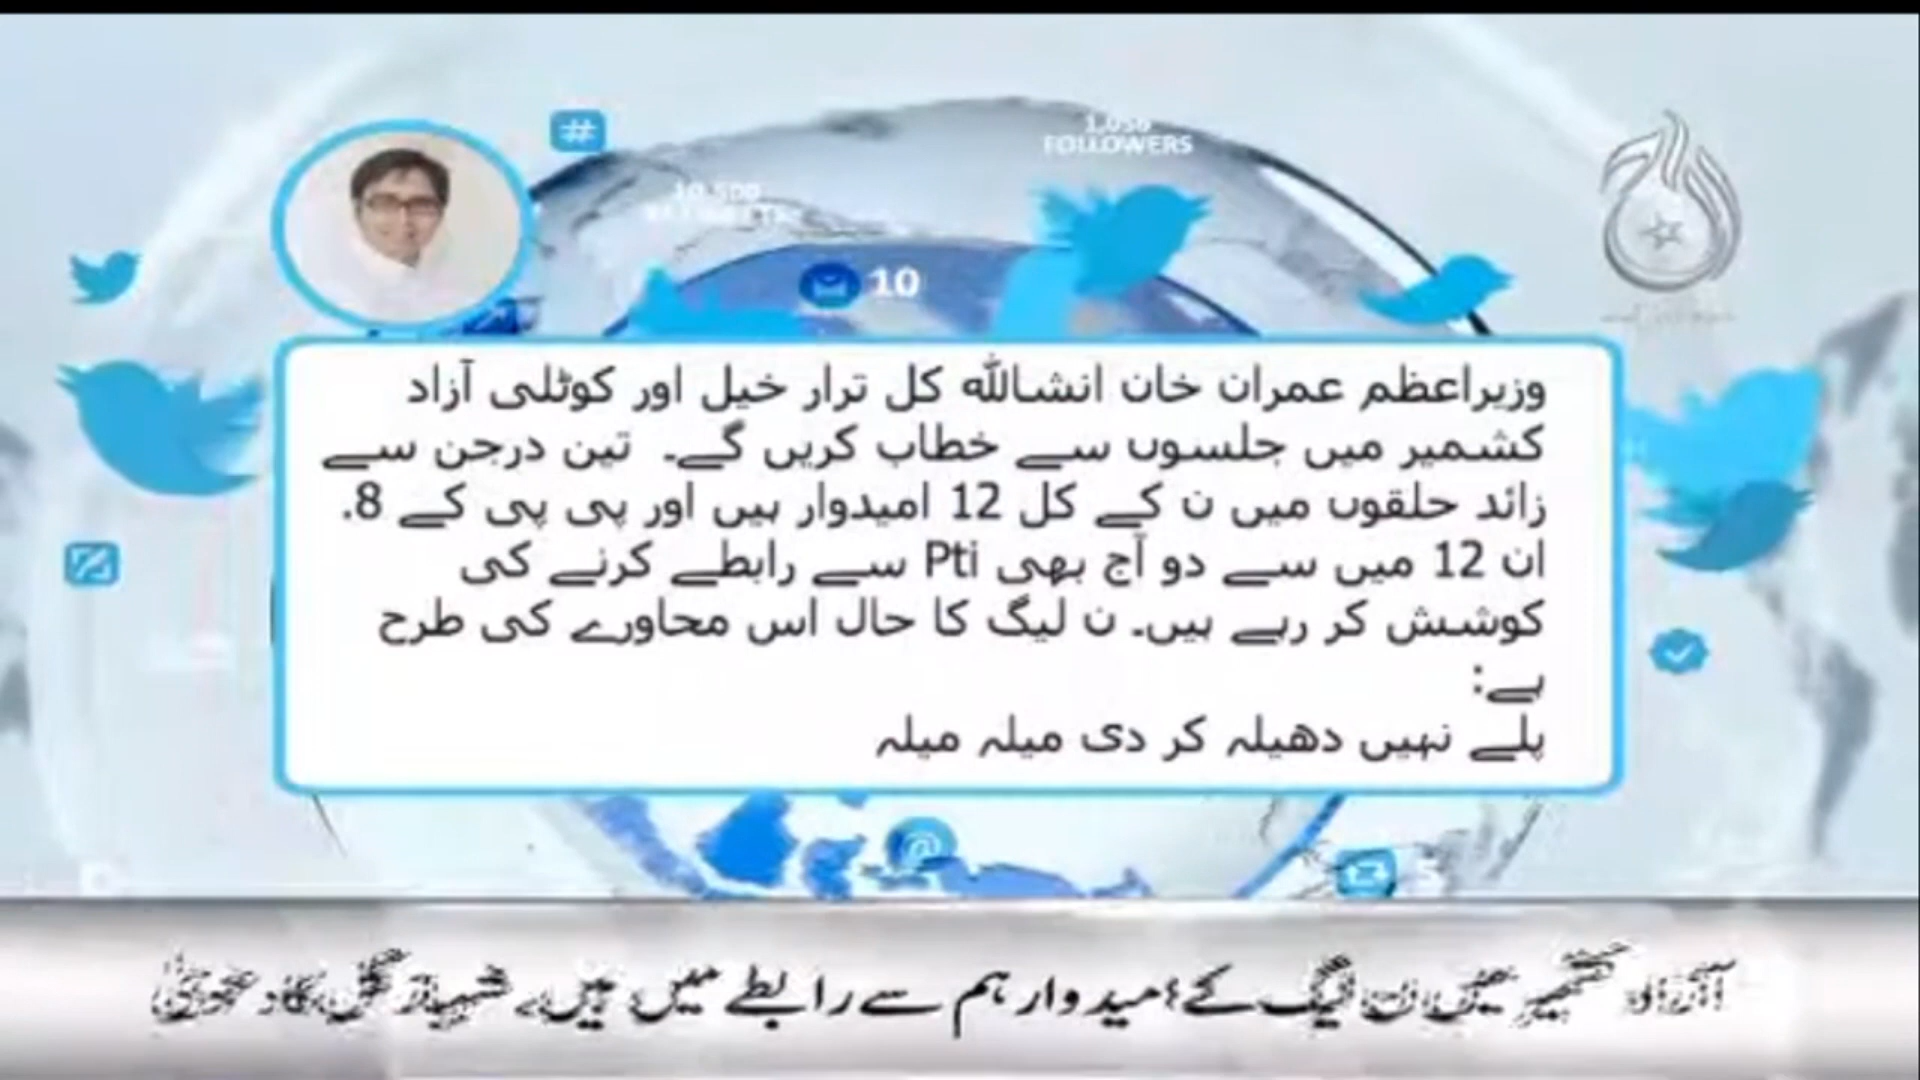 1,056
FOLLOWERS
10,500
10
وزیراعظم عمران خان انشاللہ کل ترار خیل اور کوٹلی آزاد
کشمیر میں جلسوں سے خطاب کریں گے۔ تین درجن سے
زائد حلقوں میں ن کے کل 12 امیدوار ہیں اور پی پی کے 8.
ان 12 میں سے دو آج بھی Pti سے رابطے کرنے کی
کوشش کر رہے ہیں۔ ن لیگ کا حال اس محاورے کی طرح
ہے:
پلے نہیں دھیلہ کر دی میلہ میلہ
آزاد کشمیر میں ن لیگ کے امیدوار ہم سے رابطے میں ہیں، شہباز گل کا دعویٰ